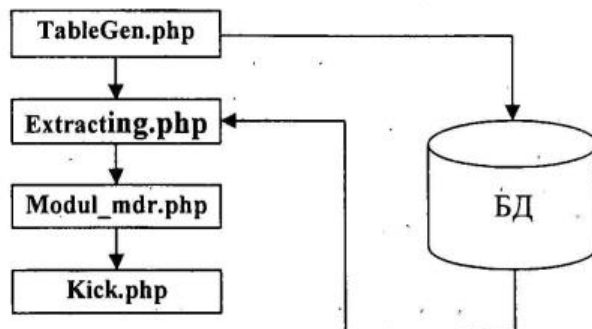 TableGen.php
Extracting.php
Modul_mdr.php
БД
Kick.php